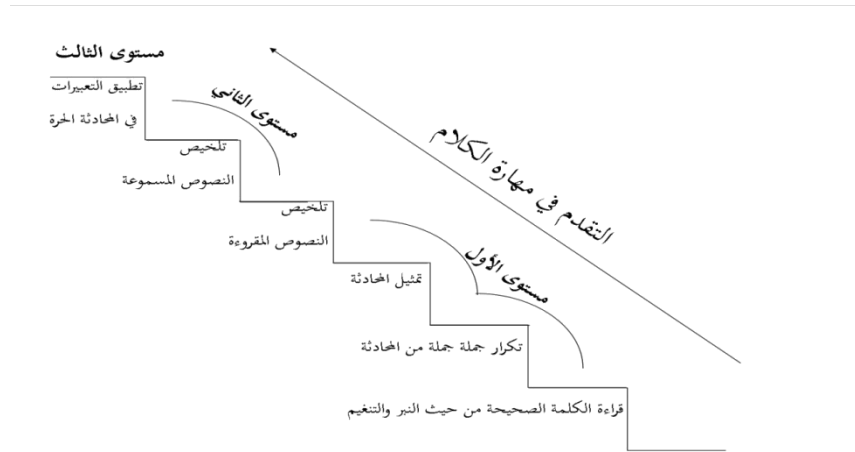 مستوى الثالث
تطبيق التعبيرات
في المحادثة الحرة
مستوى الثاني
تلخيص
النصوص المسموعة
تلخيص
النصوص المقروءة
التقدم في مهارة الكلام
مستوى الأول
تمثيل المحادثة
تكرار جملة جملة من المحادثة
قراءة الكلمة الصحيحة من حيث النبر والتنغيم